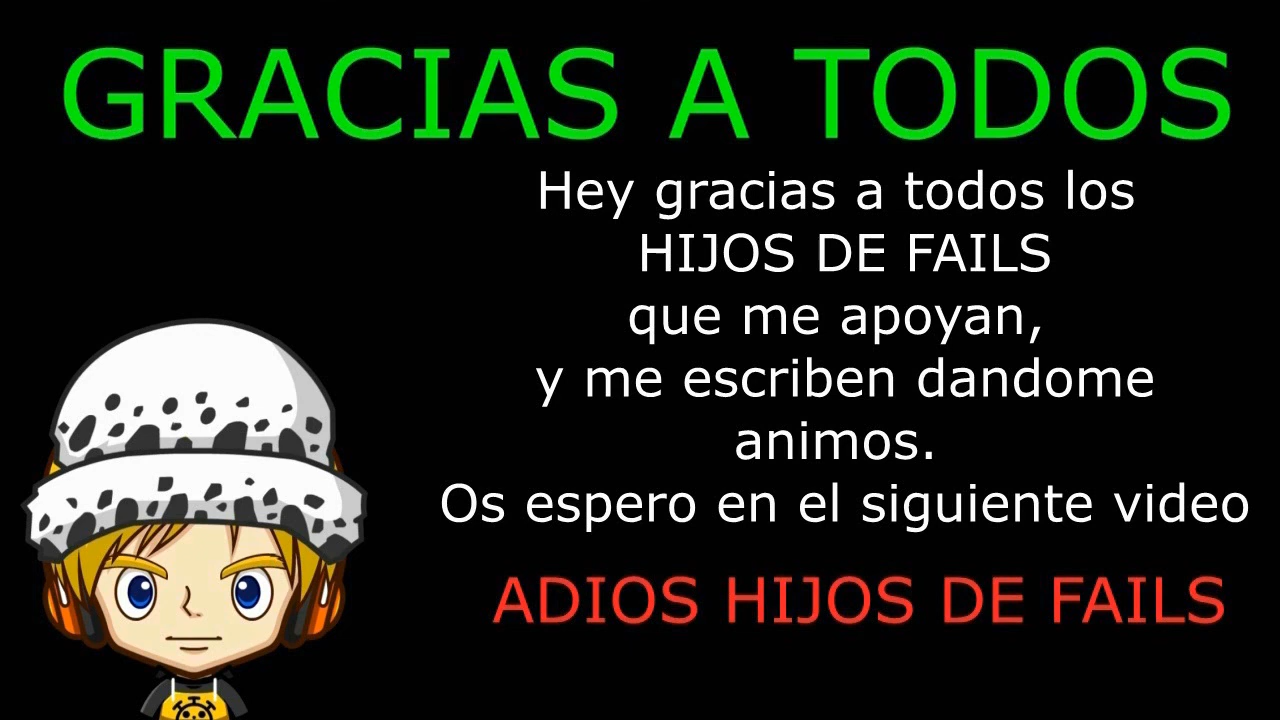 GRACIAS A TODOS
Hey gracias a todos los
HIJOS DE FAILS
que me apoyan,
y me escriben dandome
animos.
Os espero en el siguiente video
ADIOS HIJOS DE FAILS